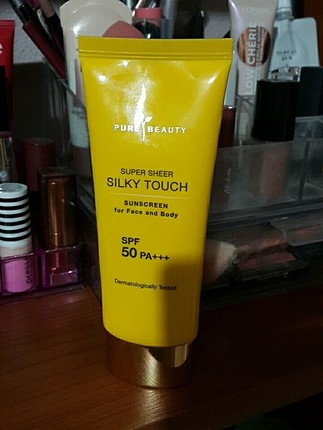 PURE BEAUTY
SUPER SHEER
SILKY TOUCH
SUNSCREEN
for Face and Body
SPF
50 PA+++
Dermatologically Tested